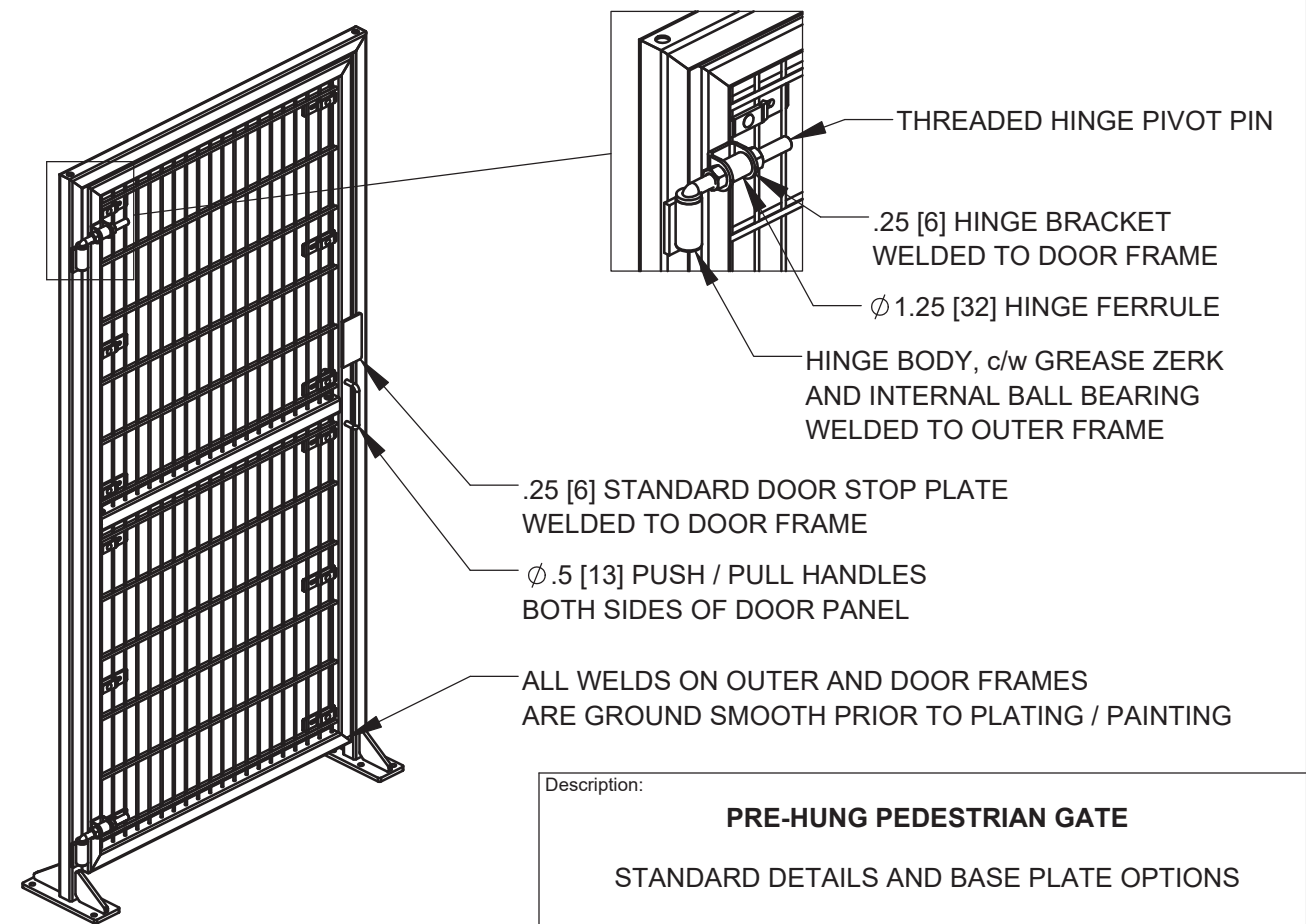 THREADED HINGE PIVOT PIN
.25 [6] HINGE BRACKET
WELDED TO DOOR FRAME
∅1.25 [32] HINGE FERRULE
HINGE BODY, c/w GREASE ZERK
AND INTERNAL BALL BEARING
WELDED TO OUTER FRAME
.25 [6] STANDARD DOOR STOP PLATE
WELDED TO DOOR FRAME
∅.5 [13] PUSH / PULL HANDLES
BOTH SIDES OF DOOR PANEL
ALL WELDS ON OUTER AND DOOR FRAMES
ARE GROUND SMOOTH PRIOR TO PLATING / PAINTING
Description:
PRE-HUNG PEDESTRIAN GATE
STANDARD DETAILS AND BASE PLATE OPTIONS